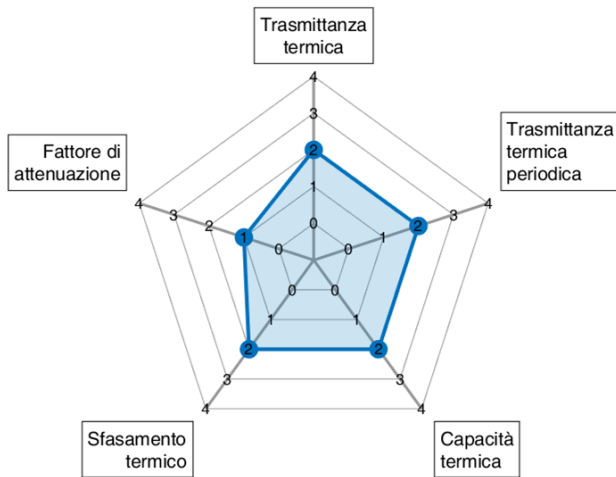 Trasmittanza
termica
4
3
2
1
0
Fattore di
attenuazione
4
3
2
1
0
Trasmittanza
termica
periodica
4
3
2
1
0
Sfasamento
termico
4
3
2
1
0
Capacità
termica
4
3
2
1
0